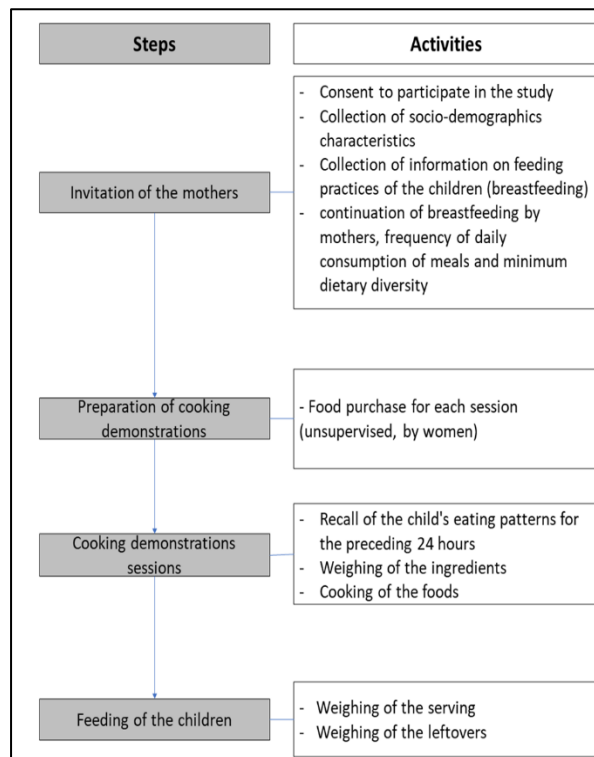 Steps
Activities
Invitation of the mothers
- Consent to participate in the study
- Collection of socio-demographics
characteristics
- Collection of information on feeding
practices of the children (breastfeeding)
- continuation of breastfeeding by
mothers, frequency of daily
consumption of meals and minimum
dietary diversity
Preparation of cooking
demonstrations
- Food purchase for each session
(unsupervised, by women)
Cooking demonstrations
sessions
- Recall of the child's eating patterns for
the preceding 24 hours
- Weighing of the ingredients
- Cooking of the foods
Feeding of the children
- Weighing of the serving
- Weighing of the leftovers